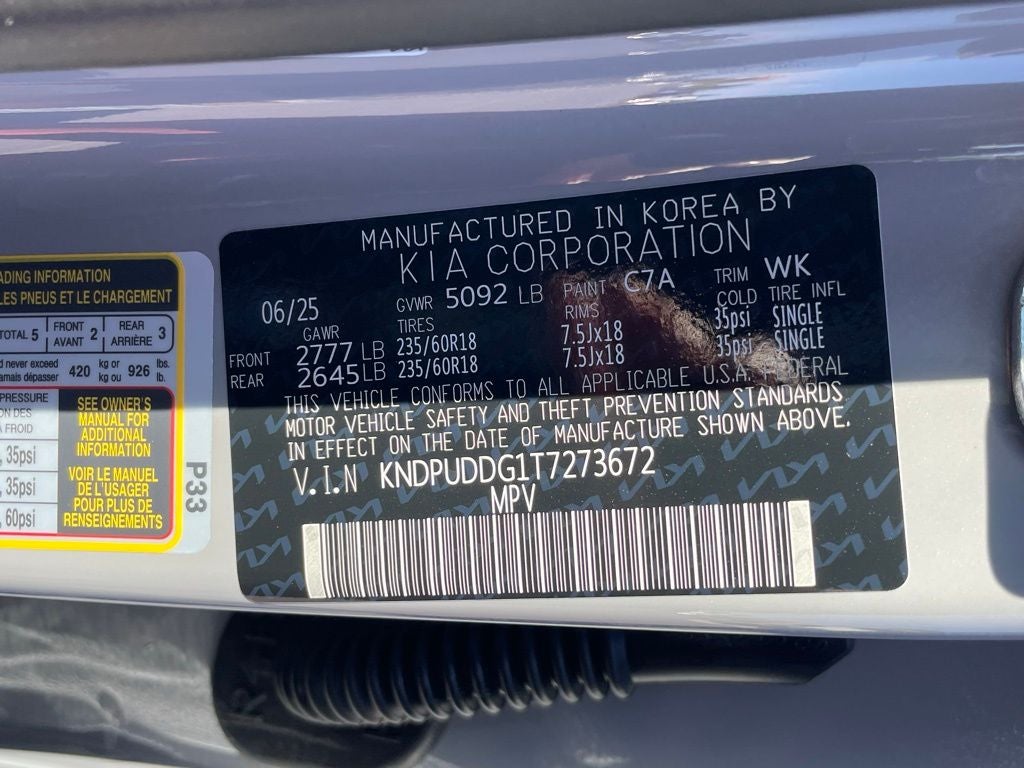 MANUFACTURED IN KOREA BY
KIA CORPORATION
06/25 GVWR 5092 LB PAINT C7A TRIM WK
GAWR TIRES RIMS COLD TIRE INFL
FRONT 2777 LB 235/60R18 7.5Jx18 35psi SINGLE
REAR 2645 LB 235/60R18 7.5Jx18 35psi SINGLE
THIS VEHICLE CONFORMS TO ALL APPLICABLE U.S.A. FEDERAL
MOTOR VEHICLE SAFETY AND THEFT PREVENTION STANDARDS
IN EFFECT ON THE DATE OF MANUFACTURE SHOWN ABOVE.
V.I.N KNDPUDDG1T7273672
MPV
ADING INFORMATION
LES PNEUS ET LE CHARGEMENT
TOTAL 5 FRONT AVANT 2 REAR ARRIÈRE 3
d never exceed
amais dépasser 420 kg or kg ou 926 lbs. lb.
PRESSURE
ON DES
A FROID
, 35psi
, 35psi
, 60psi
SEE OWNER'S
MANUAL FOR
ADDITIONAL
INFORMATION
VOIR LE MANUEL
DE L'USAGER
POUR PLUS DE
RENSEIGNEMENTS
P33